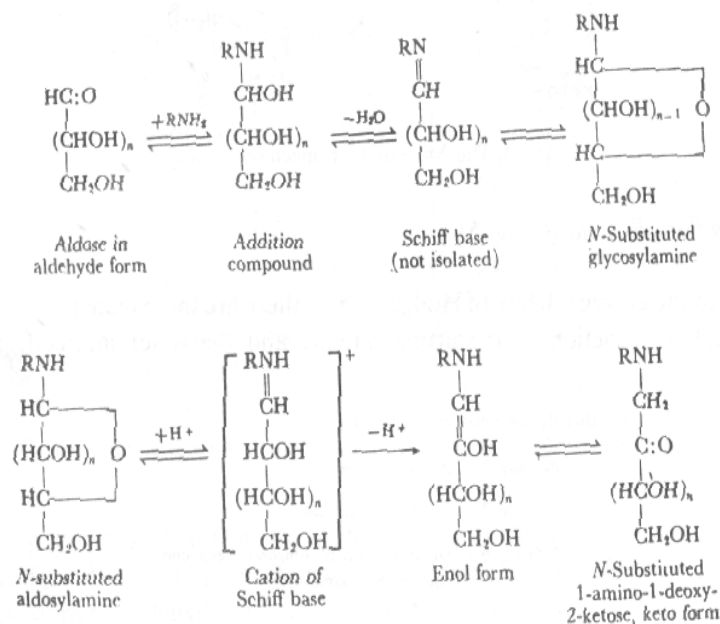 HC:O
(CHOH)ₙ
CH₂OH
Aldase in
aldehyde form
+RNH₂
RNH
CHOH
(CHOH)ₙ
CH₂OH
Addition
compound
−H₂O
RN
CH
(CHOH)ₙ
CH₂OH
Schiff base
(not isolated)
RNH
HC
(CHOH)ₙ₋₁ O
HC
CH₂OH
N-Substituted
glycosylamine
RNH
HC
(HCOH)ₙ O
HC
CH₂OH
N-substituted
aldosylamine
+H⁺
RNH
CH
HCOH
(HCOH)ₙ
CH₂OH
+
Cation of
Schiff base
−H⁺
RNH
CH
COH
(HCOH)ₙ
CH₂OH
Enol form
RNH
CH₂
C:O
(HCOH)ₙ
CH₂OH
N-Substituted
1-amino-1-deoxy-
2-ketose, keto form